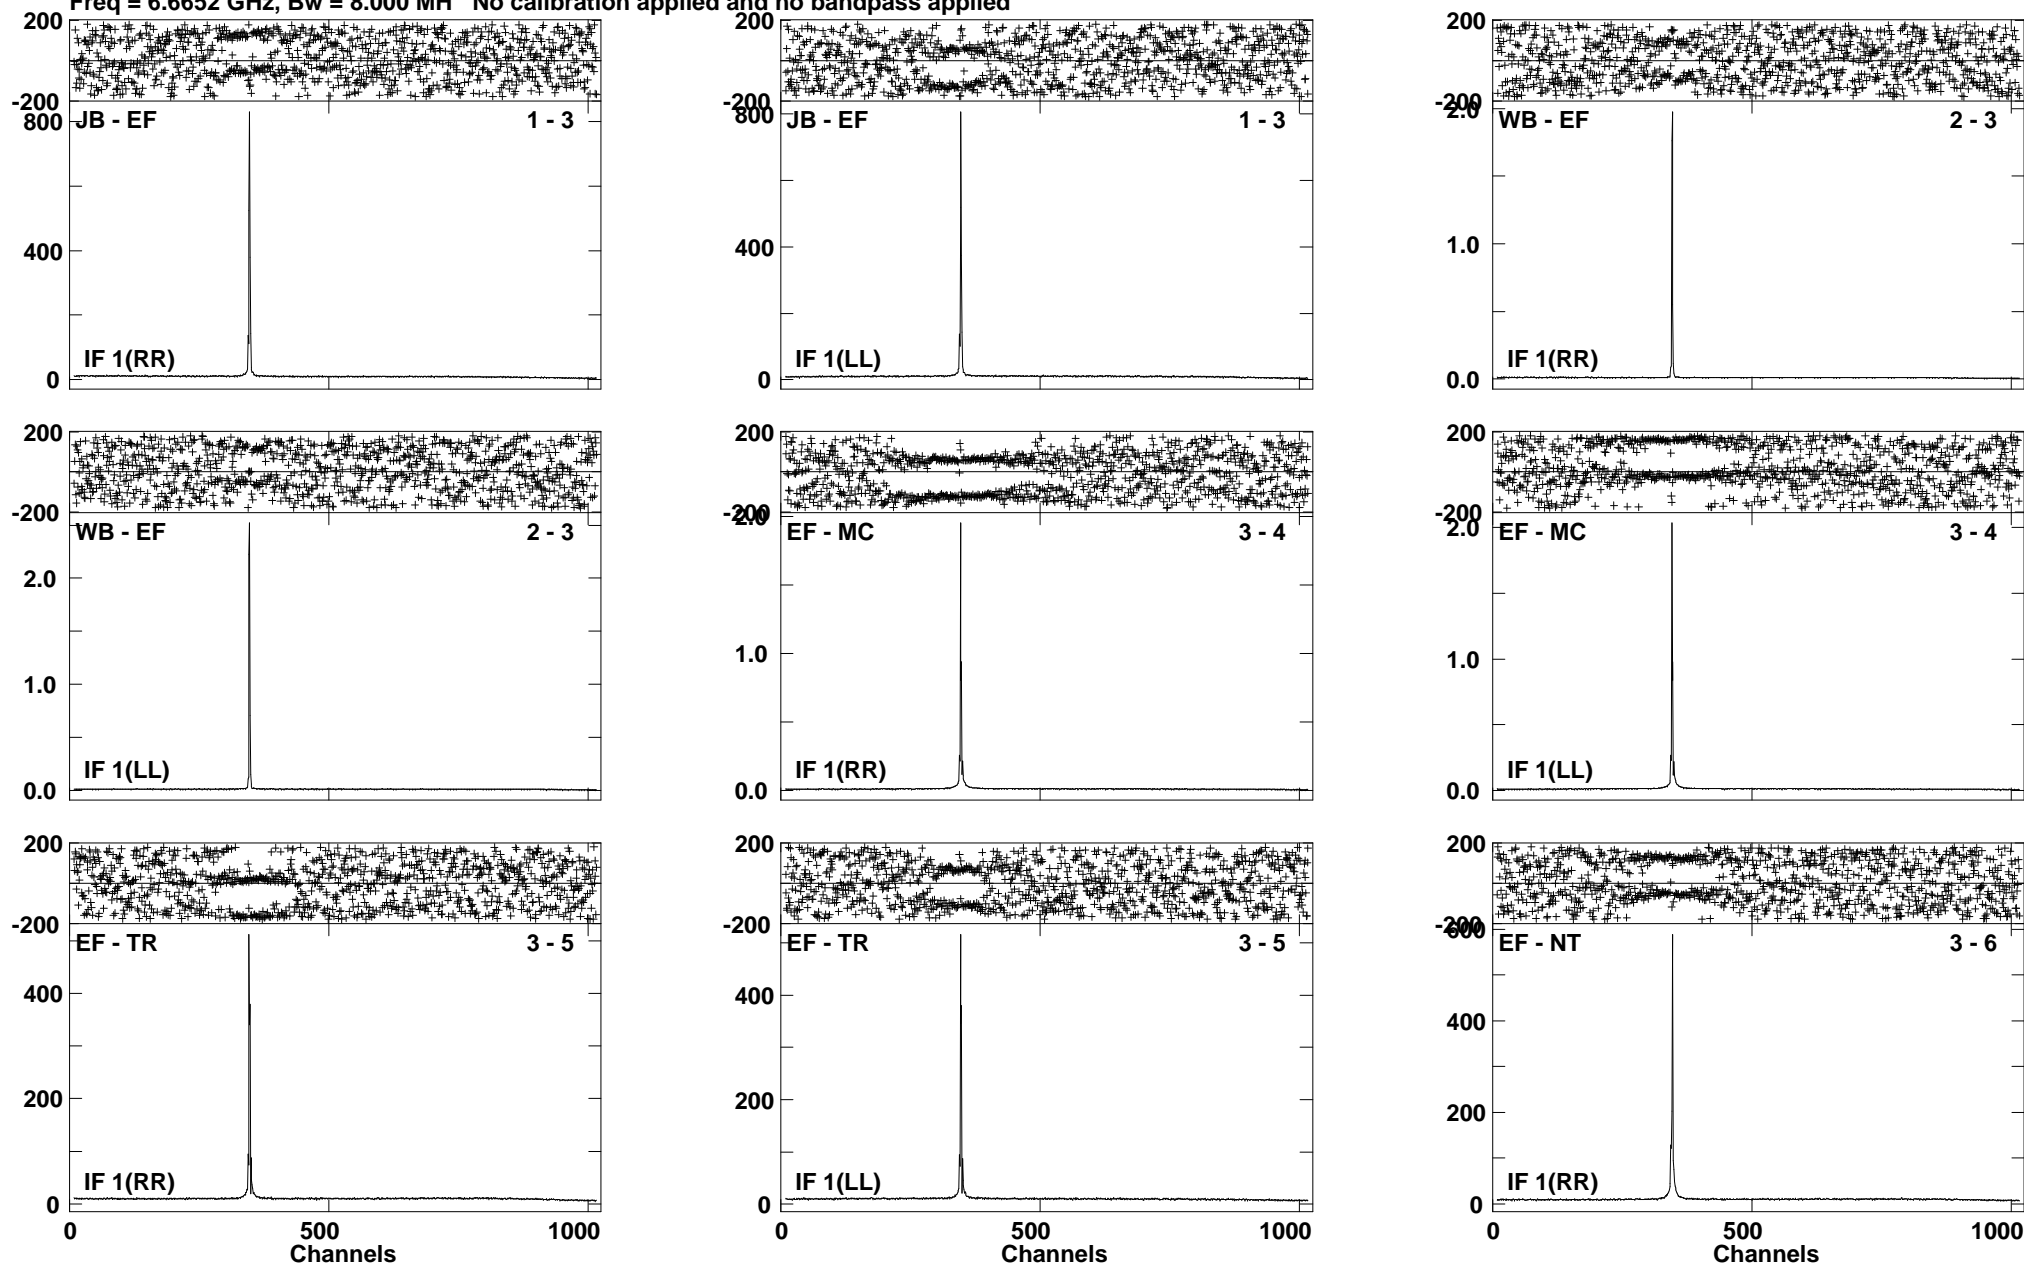 Freq = 6.6652 GHz, Bw = 8.000 MH No calibration applied and no bandpass applied
200
-200
800
400
0
JB - EF 1 - 3
IF 1(RR)
200
-200
800
400
0
JB - EF 1 - 3
IF 1(LL)
200
-200
2.0
1.0
0.0
WB - EF 2 - 3
IF 1(RR)
200
-200
2.0
1.0
0.0
WB - EF 2 - 3
IF 1(LL)
200
-200
2.0
1.0
0.0
EF - MC 3 - 4
IF 1(RR)
200
-200
2.0
1.0
0.0
EF - MC 3 - 4
IF 1(LL)
200
-200
400
200
0
EF - TR 3 - 5
IF 1(RR)
0 500 1000
Channels
200
-200
400
200
0
EF - TR 3 - 5
IF 1(LL)
0 500 1000
Channels
200
-200
600
400
200
0
EF - NT 3 - 6
IF 1(RR)
0 500 1000
Channels